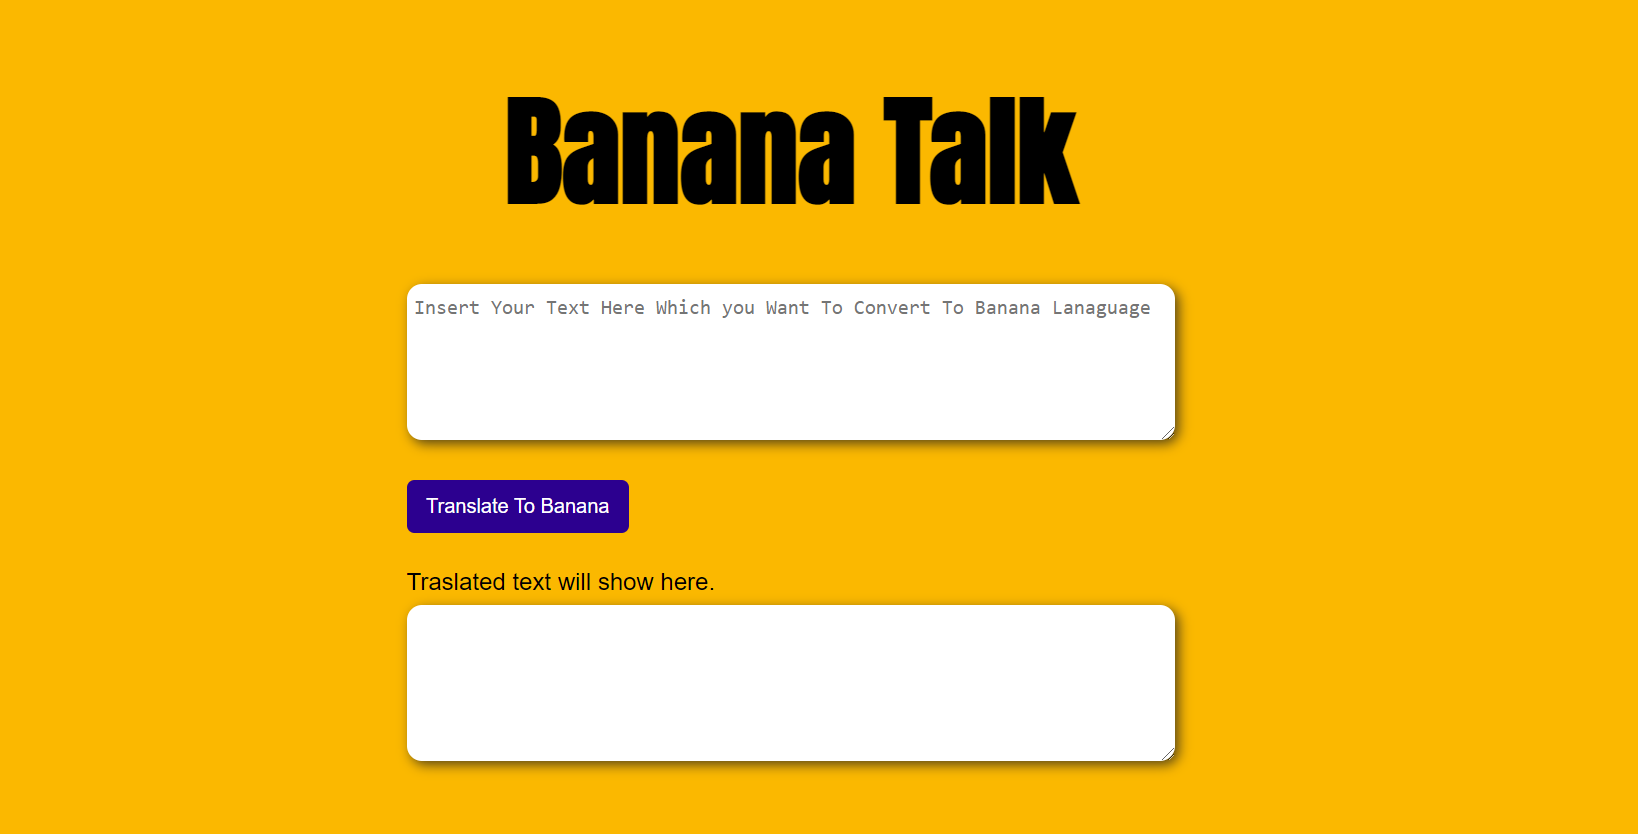 Banana Talk
Insert Your Text Here Which you Want To Convert To Banana Lanaguage
Translate To Banana
Traslated text will show here.